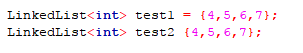 LinkedList<int> test1 = {4,5,6,7};
LinkedList<int> test2 {4,5,6,7};